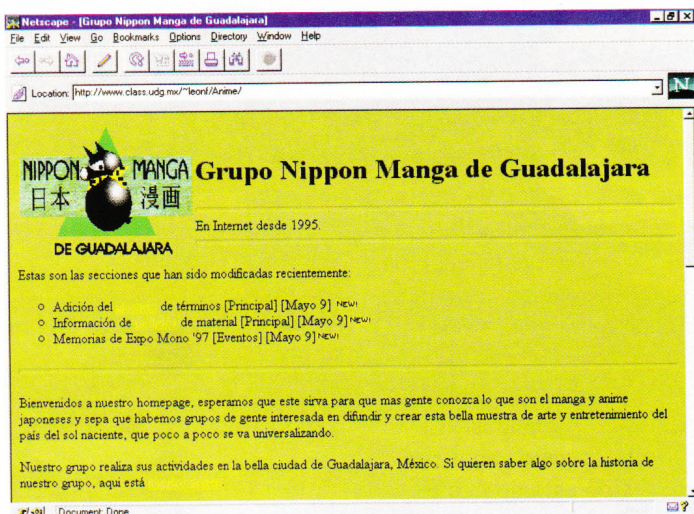 Netscape - [Grupo Nippon Manga de Guadalajara]
File Edit View Go Bookmarks Options Directory Window Help
Location: http://www.class.udg.mx/~leonf/Anime/
N
NIPPON MANGA
日本 漫画
DE GUADALAJARA
Grupo Nippon Manga de Guadalajara
En Internet desde 1995.
Estas son las secciones que han sido modificadas recientemente:
Adición del de términos [Principal] [Mayo 9] NEW!
Información de de material [Principal] [Mayo 9] NEW!
Memorias de Expo Mono '97 [Eventos] [Mayo 9] NEW!
Bienvenidos a nuestro homepage, esperamos que este sirva para que mas gente conozca lo que son el manga y anime
japoneses y sepa que habemos grupos de gente interesada en difundir y crear esta bella muestra de arte y entretenimiento del
país del sol naciente, que poco a poco se va universalizando.
Nuestro grupo realiza sus actividades en la bella ciudad de Guadalajara, México. Si quieren saber algo sobre la historia de
nuestro grupo, aqui está
Document: Done